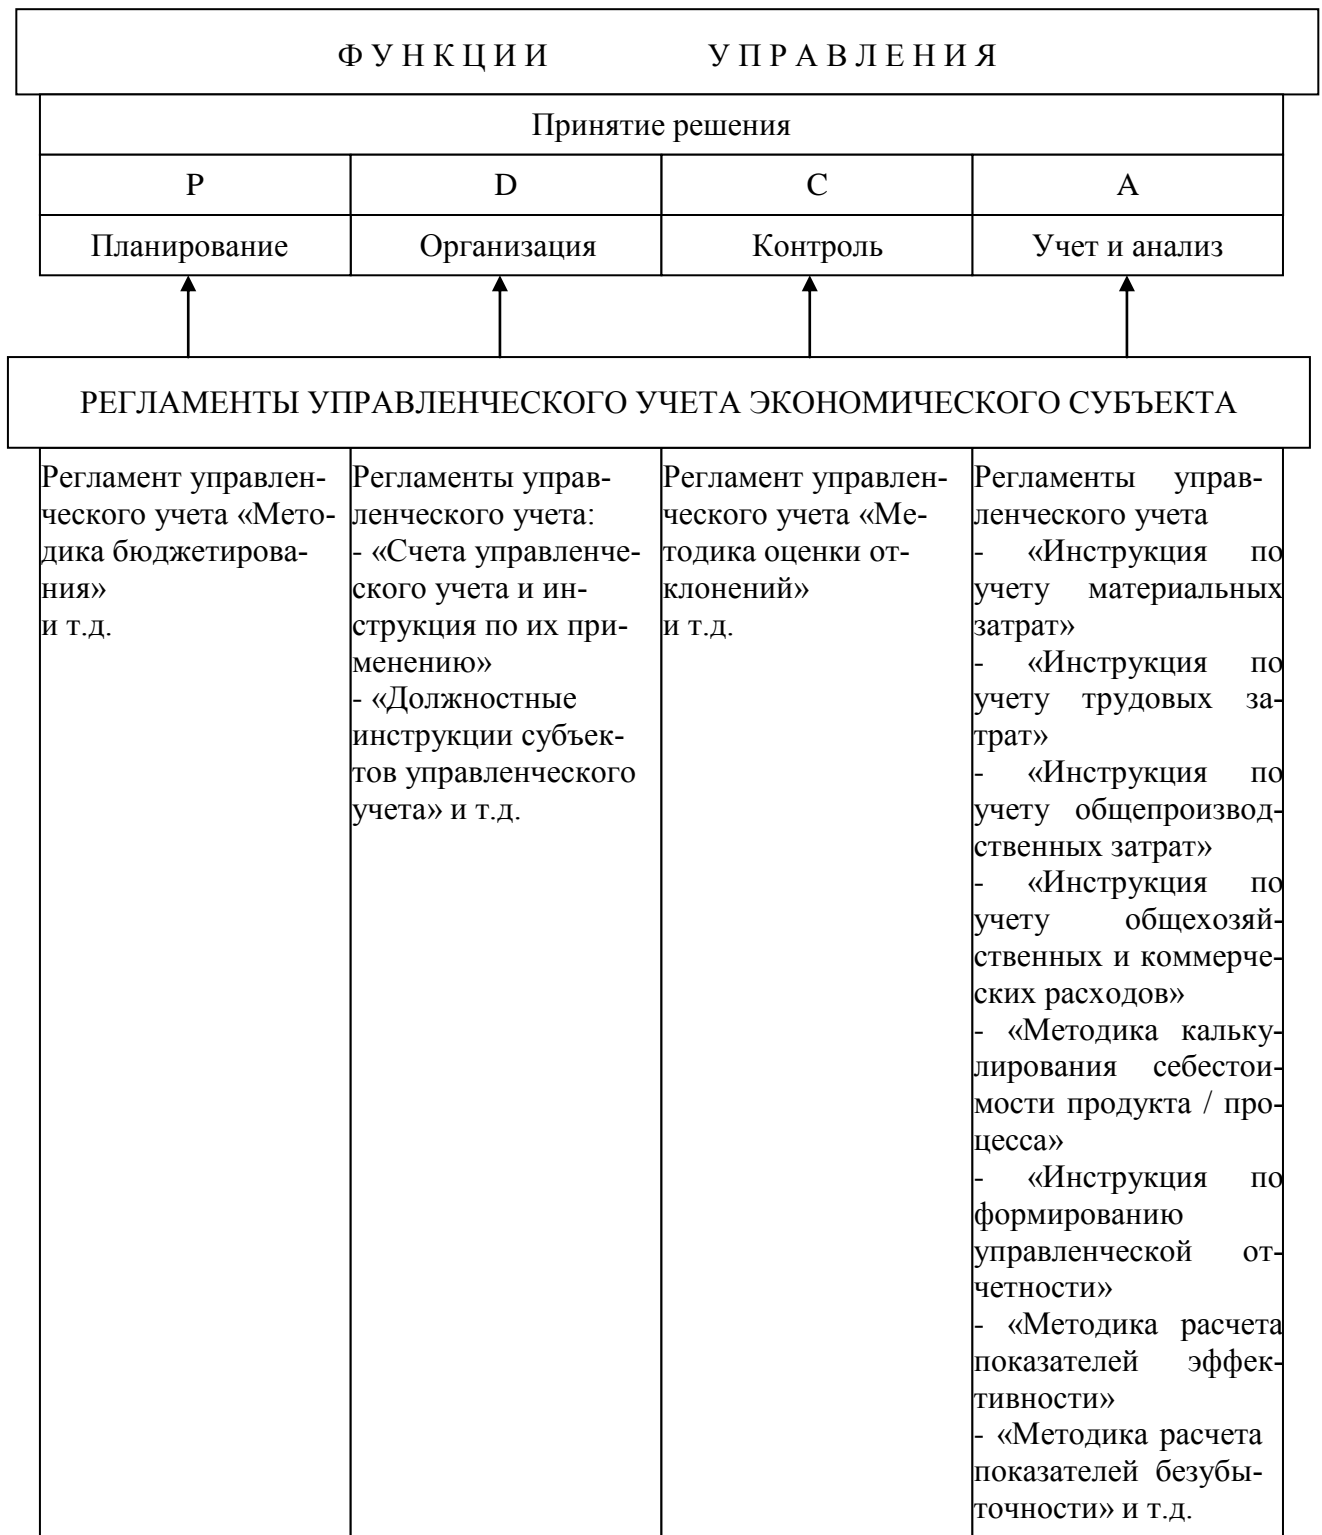 Ф У Н К Ц И И У П Р А В Л Е Н И Я
Принятие решения
P
D
C
A
Планирование
Организация
Контроль
Учет и анализ
РЕГЛАМЕНТЫ УПРАВЛЕНЧЕСКОГО УЧЕТА ЭКОНОМИЧЕСКОГО СУБЪЕКТА
Регламент управлен-
ческого учета «Мето-
дика бюджетирова-
ния»
и т.д.
Регламенты управ-
ленческого учета:
- «Счета управленче-
ского учета и ин-
струкция по их при-
менению»
- «Должностные
инструкции субъек-
тов управленческого
учета» и т.д.
Регламент управлен-
ческого учета «Ме-
тодика оценки от-
клонений»
и т.д.
Регламенты управ-
ленческого учета
- «Инструкция по
учету материальных
затрат»
- «Инструкция по
учету трудовых за-
трат»
- «Инструкция по
учету общепроизвод-
ственных затрат»
- «Инструкция по
учету общехозяй-
ственных и коммерче-
ских расходов»
- «Методика кальку-
лирования себестои-
мости продукта / про-
цесса»
- «Инструкция по
формированию
управленческой от-
четности»
- «Методика расчета
показателей эффек-
тивности»
- «Методика расчета
показателей безубы-
точности» и т.д.